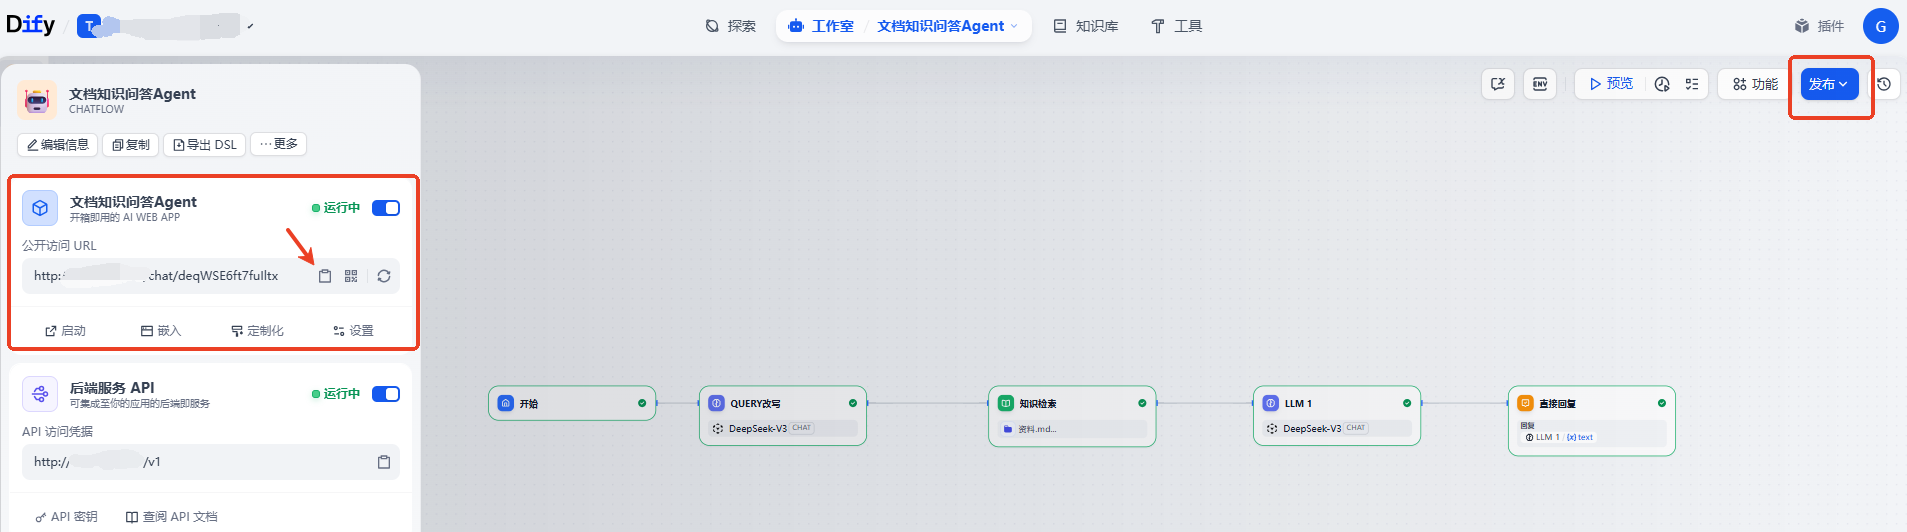 Dify
T
探索
工作室
文档知识问答Agent
知识库
工具
插件
G
文档知识问答Agent
CHATFLOW
编辑信息
复制
导出 DSL
···更多
ENV
预览
功能
发布
文档知识问答Agent
开箱即用的 AI WEB APP
运行中
公开访问 URL
http:
/chat/deqWSE6ft7fuIltx
启动
嵌入
定制化
设置
后端服务 API
可集成至你的应用的后端即服务
运行中
API 访问凭据
http://
/v1
API 密钥
查阅 API 文档
开始
QUERY改写
DeepSeek-V3 CHAT
知识检索
资料.md...
LLM 1
DeepSeek-V3 CHAT
直接回复
回复
LLM 1 / {x} text